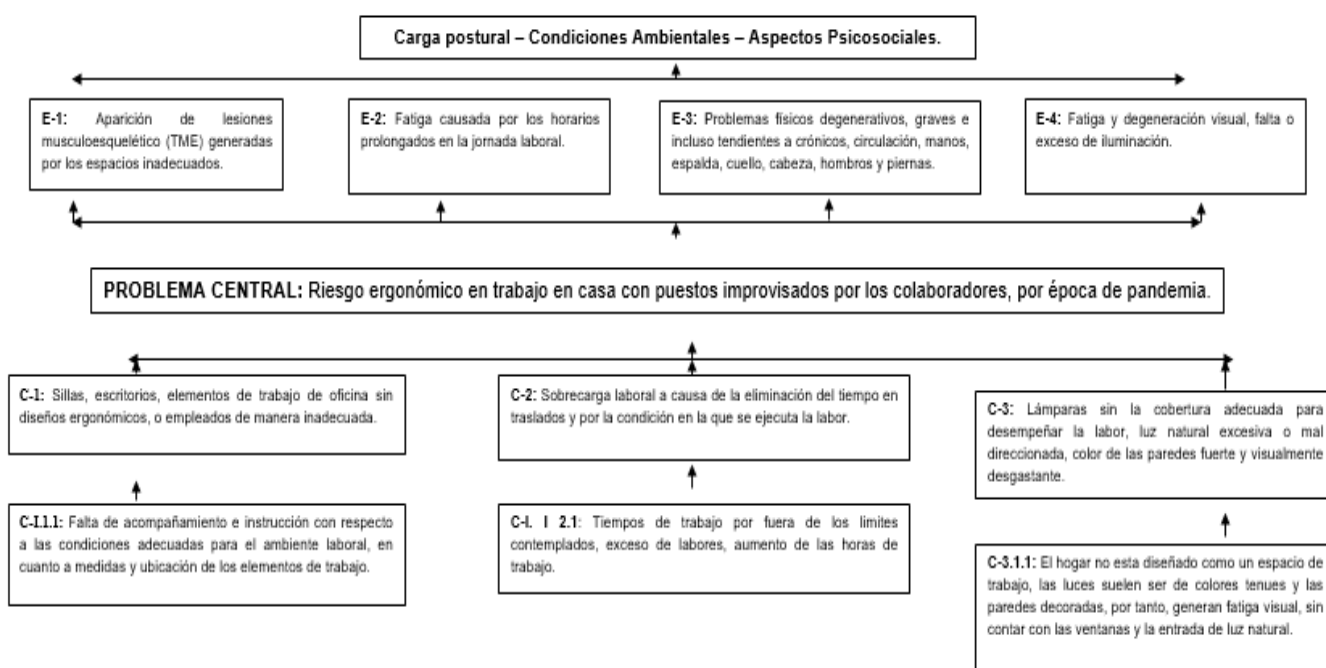 Carga postural – Condiciones Ambientales – Aspectos Psicosociales.
E-1: Aparición de lesiones
musculoesquelético (TME) generadas
por los espacios inadecuados.
E-2: Fatiga causada por los horarios
prolongados en la jornada laboral.
E-3: Problemas físicos degenerativos, graves e
incluso tendientes a crónicos, circulación, manos,
espalda, cuello, cabeza, hombros y piernas.
E-4: Fatiga y degeneración visual, falta o
exceso de iluminación.
PROBLEMA CENTRAL: Riesgo ergonómico en trabajo en casa con puestos improvisados por los colaboradores, por época de pandemia.
C-1: Sillas, escritorios, elementos de trabajo de oficina sin
diseños ergonómicos, o empleados de manera inadecuada.
C-2: Sobrecarga laboral a causa de la eliminación del tiempo en
traslados y por la condición en la que se ejecuta la labor.
C-3: Lámparas sin la cobertura adecuada para
desempeñar la labor, luz natural excesiva o mal
direccionada, color de las paredes fuerte y visualmente
desgastante.
C-I.1.1: Falta de acompañamiento e instrucción con respecto
a las condiciones adecuadas para el ambiente laboral, en
cuanto a medidas y ubicación de los elementos de trabajo.
C-I. I 2.1: Tiempos de trabajo por fuera de los limites
contemplados, exceso de labores, aumento de las horas de
trabajo.
C-3.1.1: El hogar no esta diseñado como un espacio de
trabajo, las luces suelen ser de colores tenues y las
paredes decoradas, por tanto, generan fatiga visual, sin
contar con las ventanas y la entrada de luz natural.